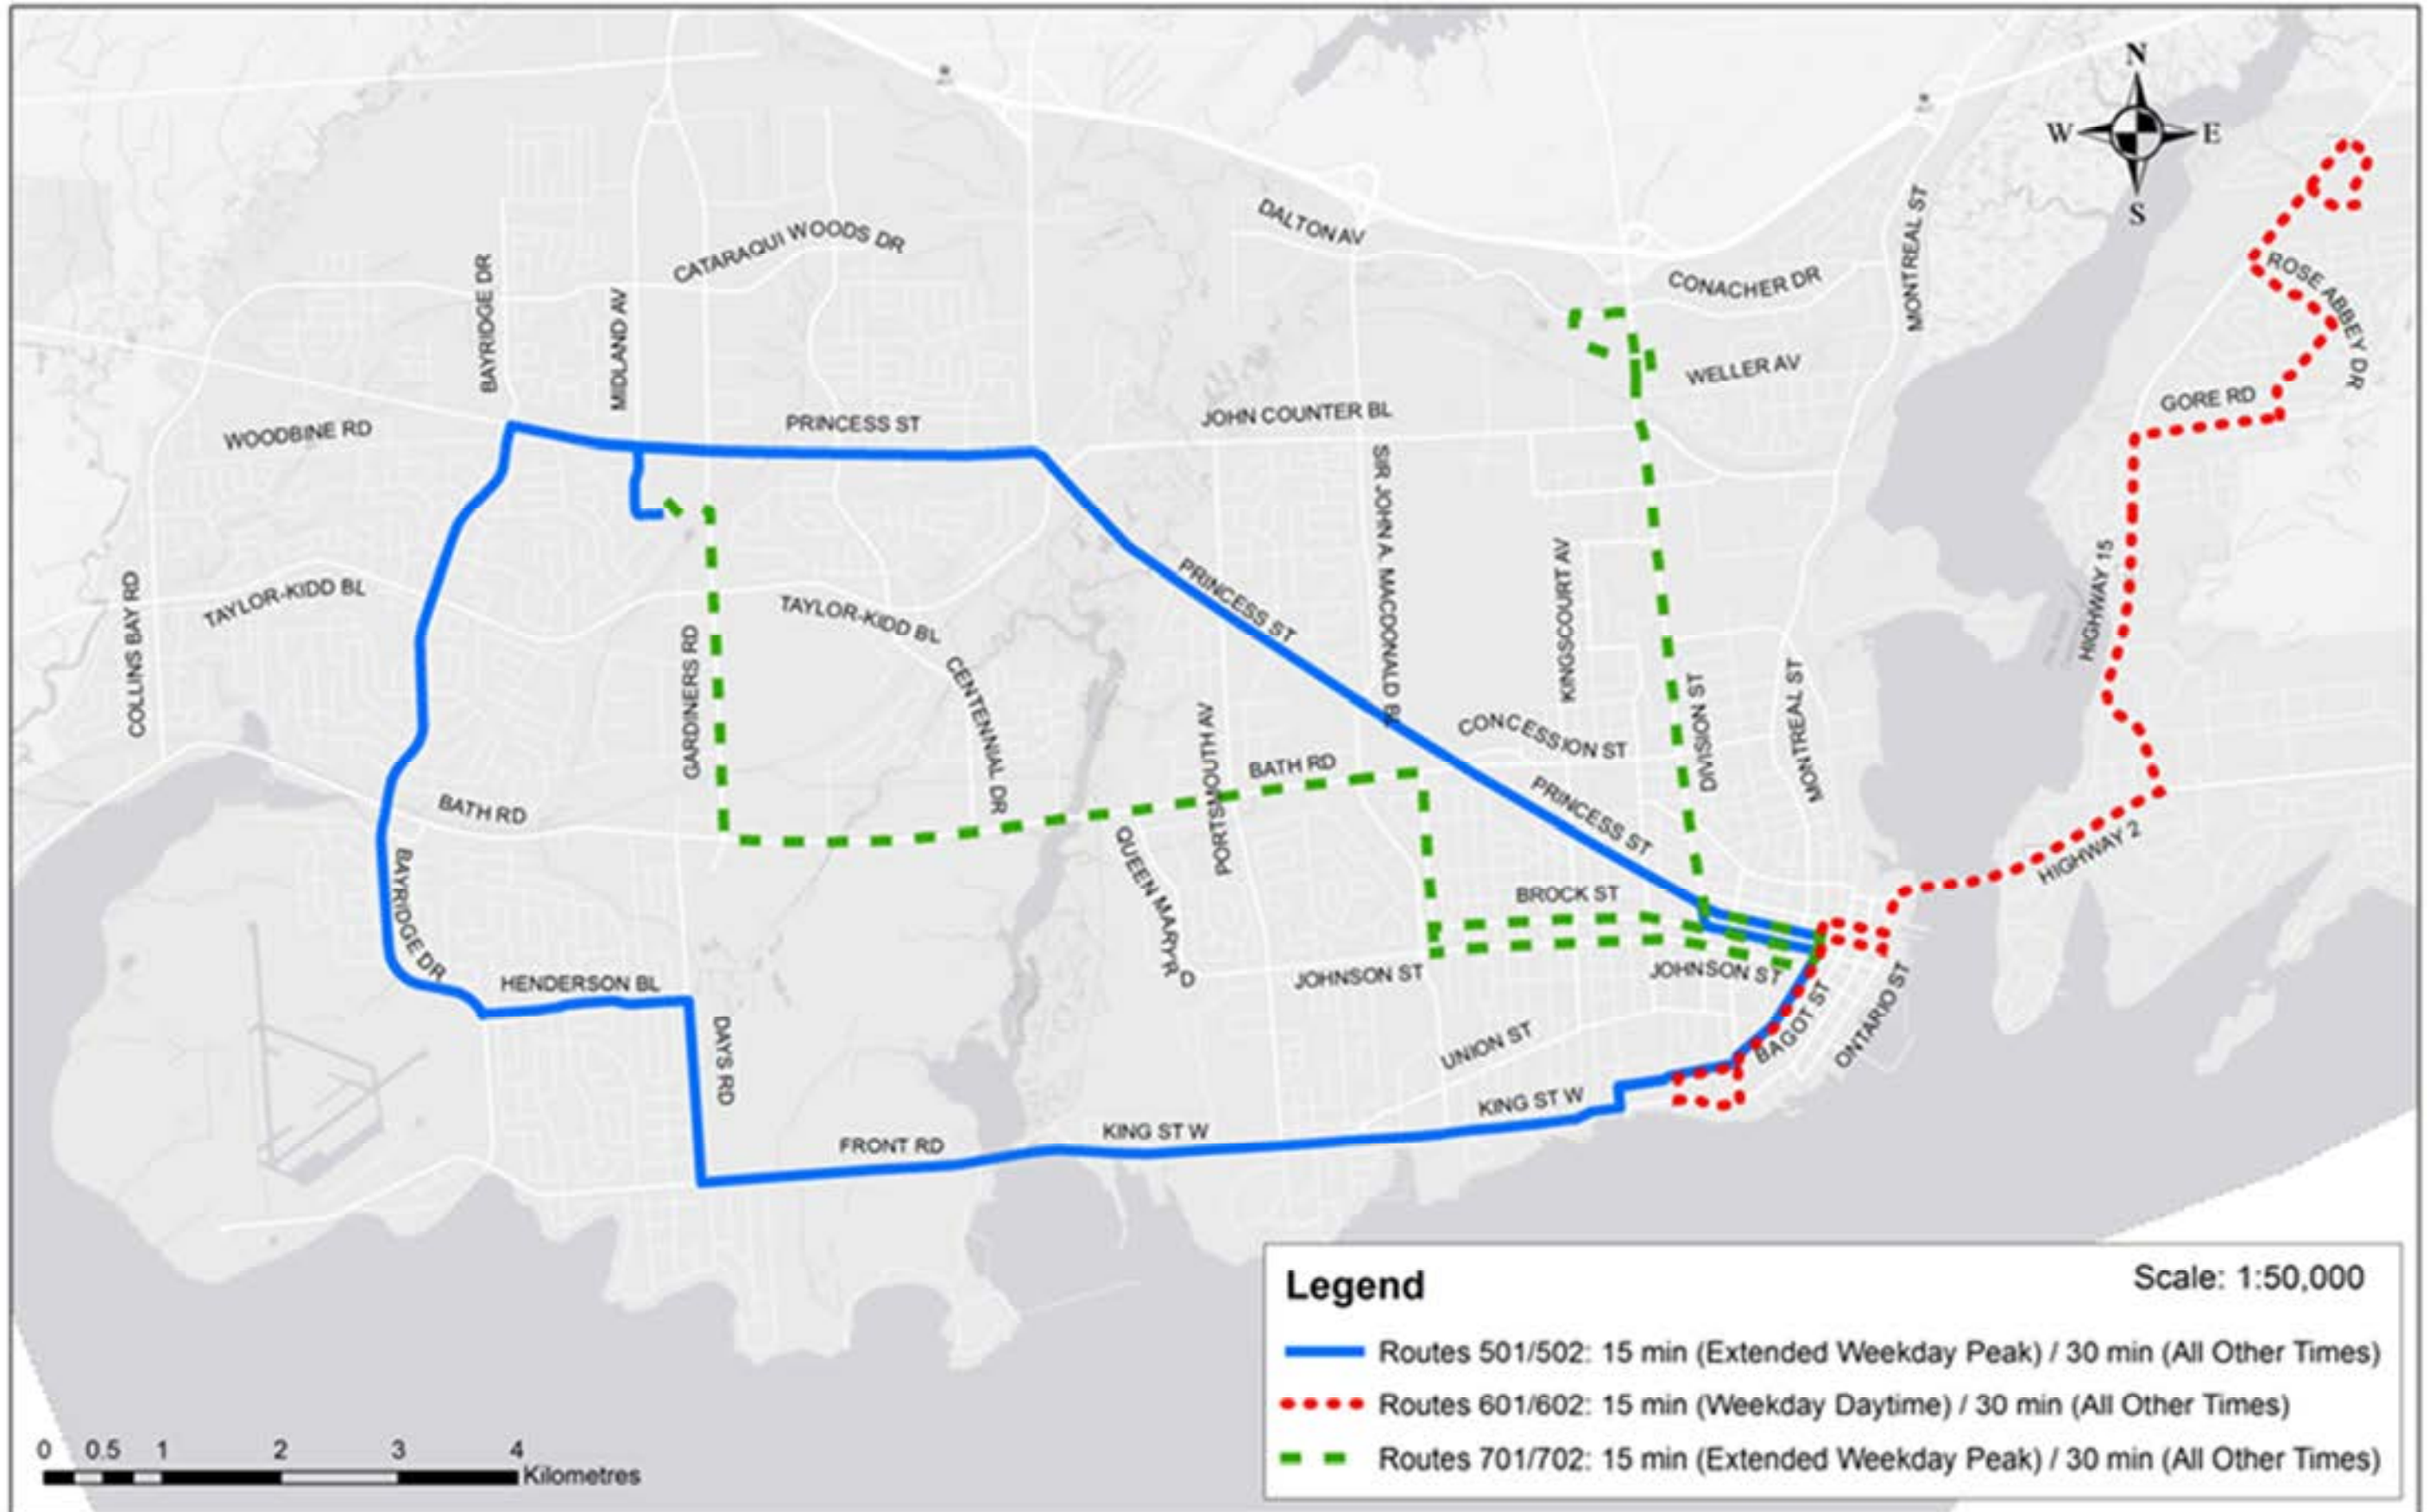 N
W E
S
DALTON AV
MONTREAL ST
CATARAQUI WOODS DR
CONACHER DR
BAYRIDGE DR
MIDLAND AV
ROSE ABBEY DR
WELLER AV
GORE RD
PRINCESS ST
JOHN COUNTER BL
WOODBINE RD
SIR JOHN A. MACDONALD BL
KINGSCOURT AV
HIGHWAY 15
COLLINS BAY RD
TAYLOR-KIDD BL
TAYLOR-KIDD BL
PRINCESS ST
GARDINERS RD
CENTENNIAL DR
DIVISION ST
MONTREAL ST
PORTSMOUTH AV
CONCESSION ST
BATH RD
BATH RD
PRINCESS ST
HIGHWAY 2
QUEEN MARY R D
BAYRIDGE DR
BROCK ST
HENDERSON BL
JOHNSON ST
JOHNSON ST
BAGOT ST
ONTARIO ST
DAYS RD
UNION ST
KING ST W
KING ST W
FRONT RD
Legend
Scale: 1:50,000
Routes 501/502: 15 min (Extended Weekday Peak) / 30 min (All Other Times)
Routes 601/602: 15 min (Weekday Daytime) / 30 min (All Other Times)
Routes 701/702: 15 min (Extended Weekday Peak) / 30 min (All Other Times)
0 0.5 1 2 3 4
Kilometres